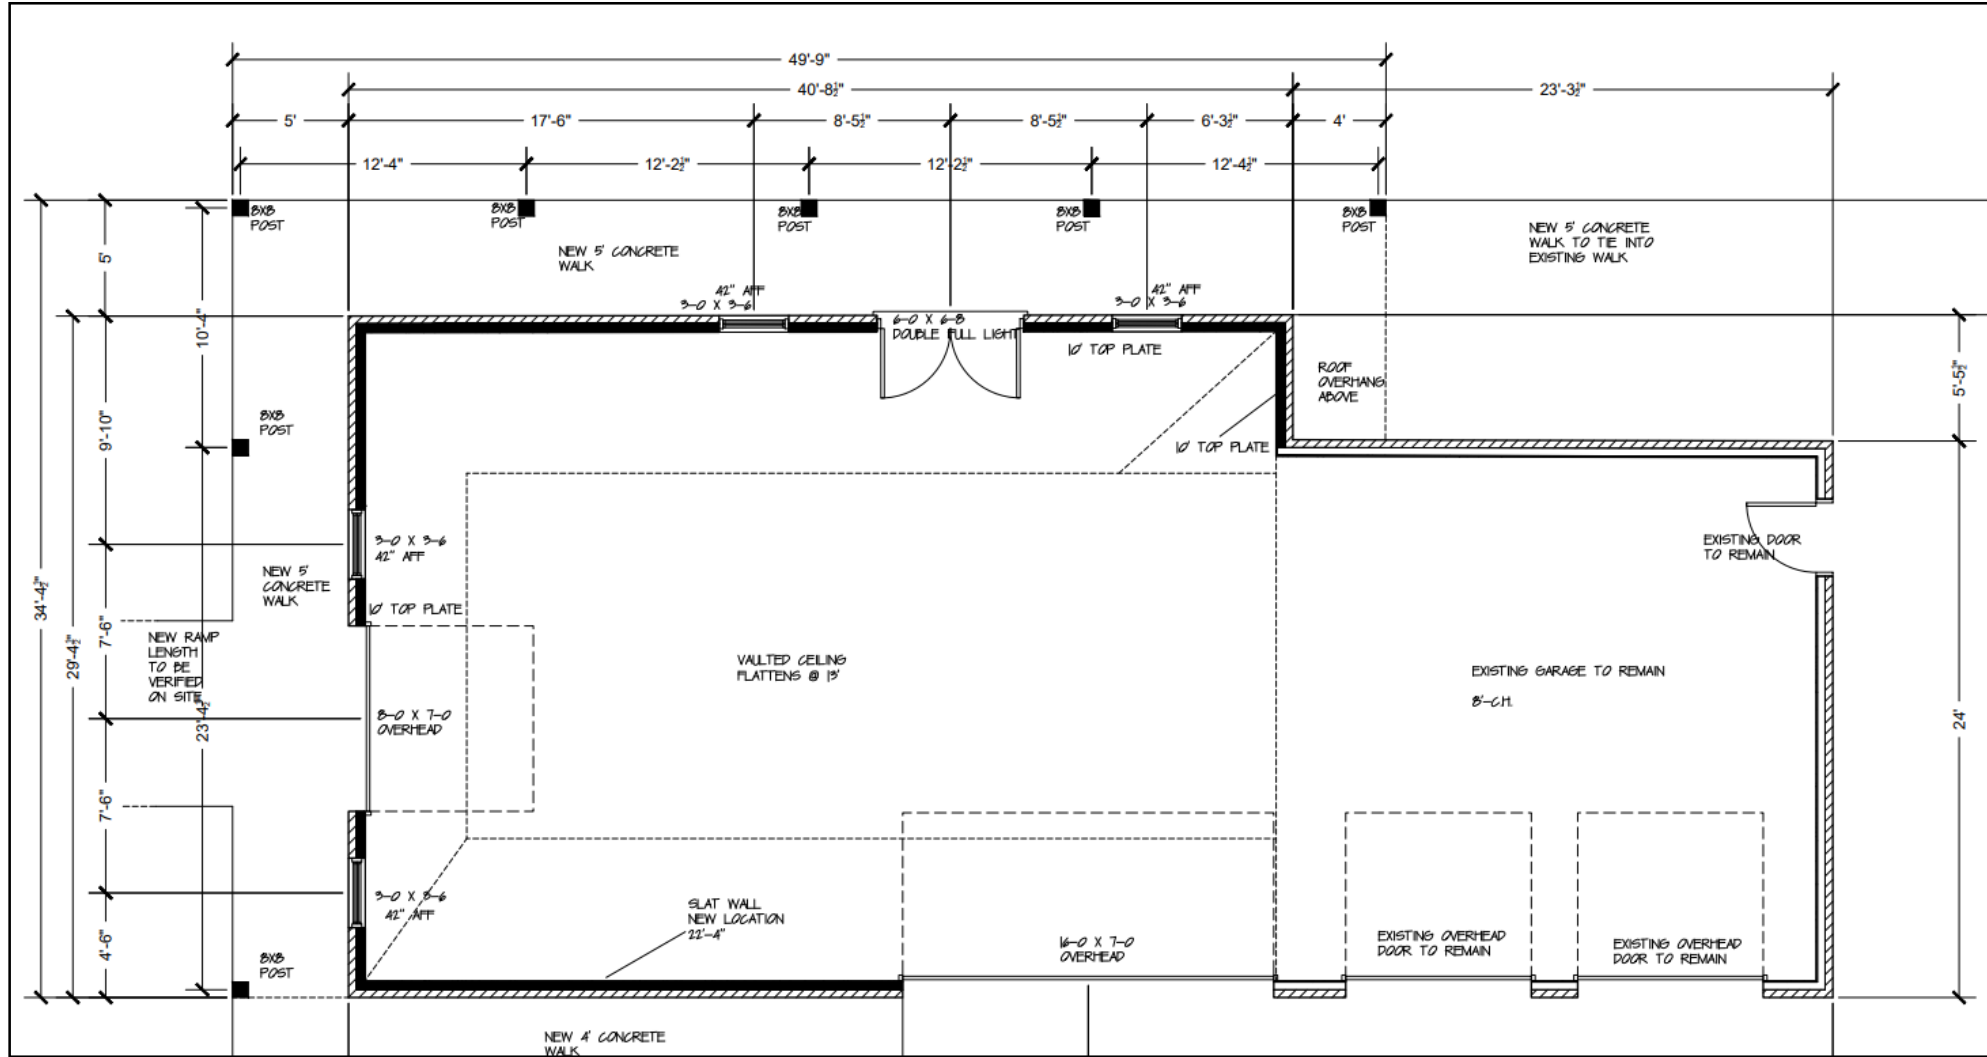 49'-9"
40'-8½"
23'-3½"
5'
17'-6"
8'-5½"
8'-5½"
6'-3½"
4'
12'-4"
12'-2½"
12'-2½"
12'-4½"
8X8
POST
8X8
POST
8X8
POST
8X8
POST
8X8
POST
NEW 5' CONCRETE
WALK
NEW 5' CONCRETE
WALK TO TIE INTO
EXISTING WALK
5'
10'-4"
42" AFF
3-0 X 3-6
42" AFF
3-0 X 3-6
6-0 X 6-8
DOUBLE FULL LIGHT
10' TOP PLATE
ROOF
OVERHANG
ABOVE
5'-5½"
9'-10"
8X8
POST
10' TOP PLATE
3-0 X 3-6
42" AFF
EXISTING DOOR
TO REMAIN
NEW 5'
CONCRETE
WALK
34'-4½"
29'-4½"
7'-6"
10' TOP PLATE
NEW RAMP
LENGTH
TO BE
VERIFIED
ON SITE
23'-4½"
VAULTED CEILING
FLATTENS @ 13'
EXISTING GARAGE TO REMAIN
8'-C.H.
8-0 X 7-0
OVERHEAD
24'
7'-6"
3-0 X 3-6
42" AFF
SLAT WALL
NEW LOCATION
22'-4"
4'-6"
8X8
POST
16-0 X 7-0
OVERHEAD
EXISTING OVERHEAD
DOOR TO REMAIN
EXISTING OVERHEAD
DOOR TO REMAIN
NEW 4' CONCRETE
WALK